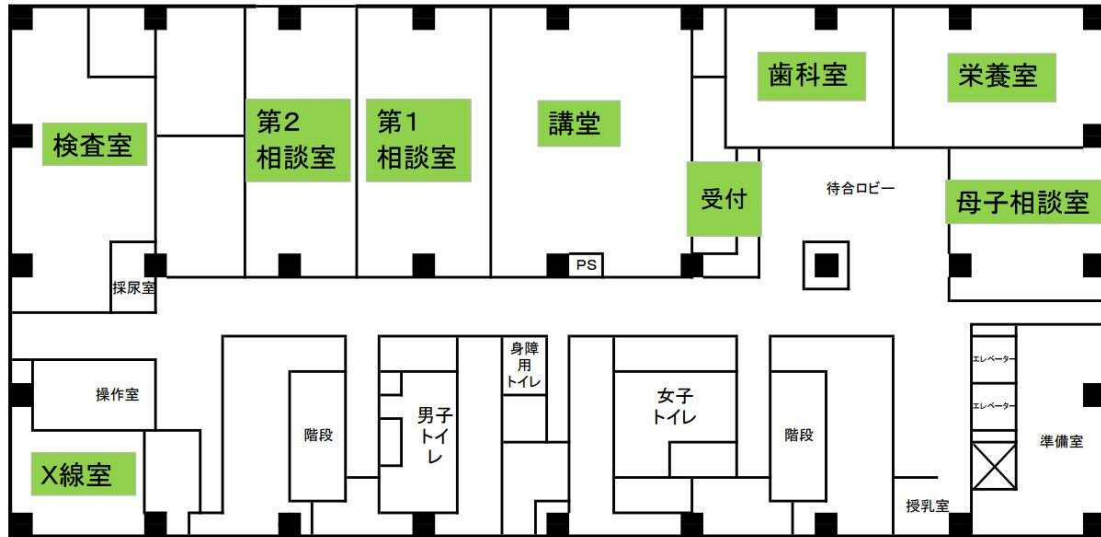 歯科室
栄養室
検査室
第2
相談室
第1
相談室
講堂
受付
待合ロビー
母子相談室
PS
採尿室
身障
用
トイレ
エレベーター
操作室
男子
トイ
レ
女子
トイレ
階段
階段
エレベーター
準備室
X線室
授乳室